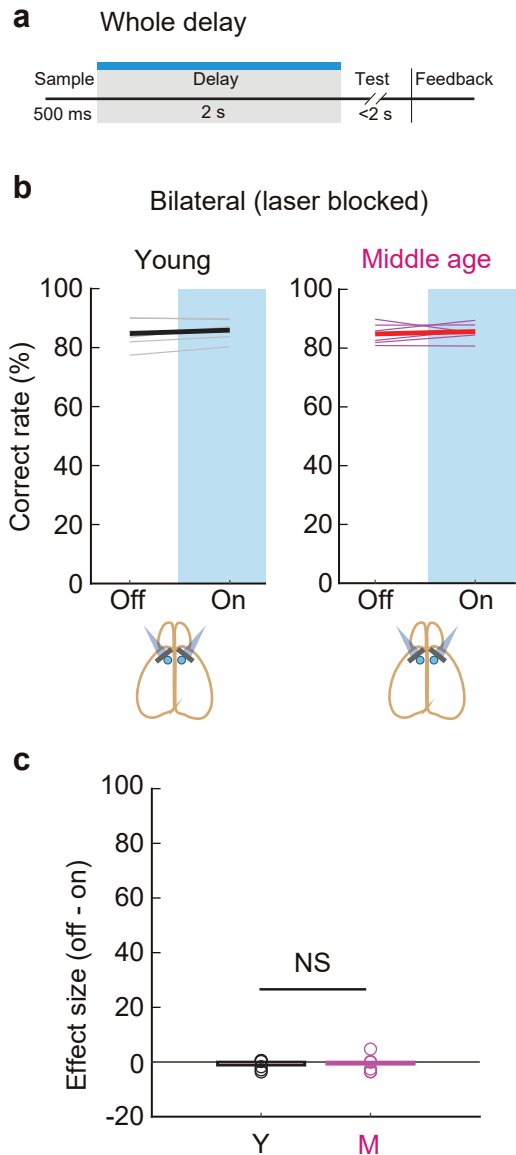 a Whole delay
Sample Delay Test Feedback
500 ms 2 s <2 s
b
Bilateral (laser blocked)
Young Middle age
Correct rate (%)
100
80
60
40
20
0
Off On
100
80
60
40
20
0
Off On
c
Effect size (off - on)
100
80
60
40
20
0
-20
NS
Y M